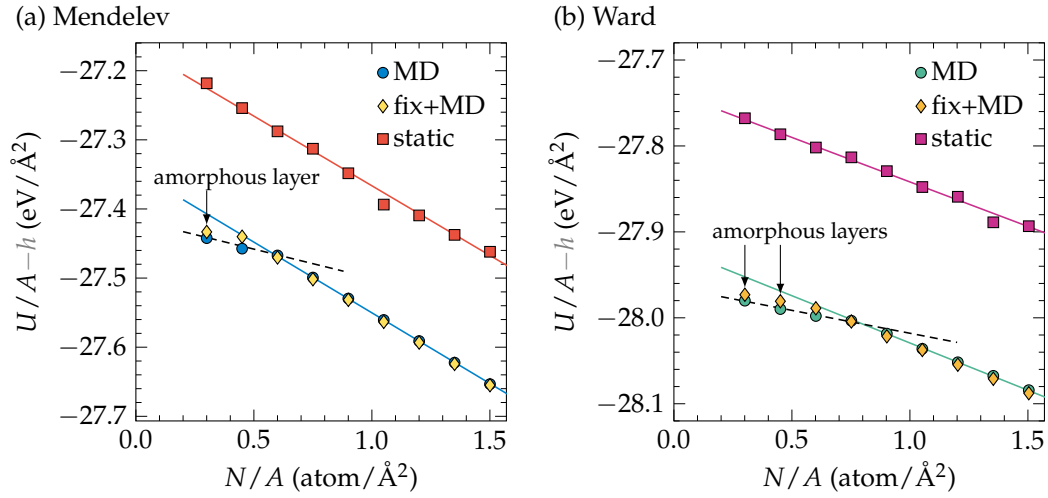 (a) Mendelev
U/A−h (eV/Å²)
−27.2
−27.3
−27.4
−27.5
−27.6
−27.7
MD
fix+MD
static
amorphous layer
0.0 0.5 1.0 1.5
N/A (atom/Å²)
(b) Ward
U/A−h (eV/Å²)
−27.7
−27.8
−27.9
−28.0
−28.1
MD
fix+MD
static
amorphous layers
0.0 0.5 1.0 1.5
N/A (atom/Å²)